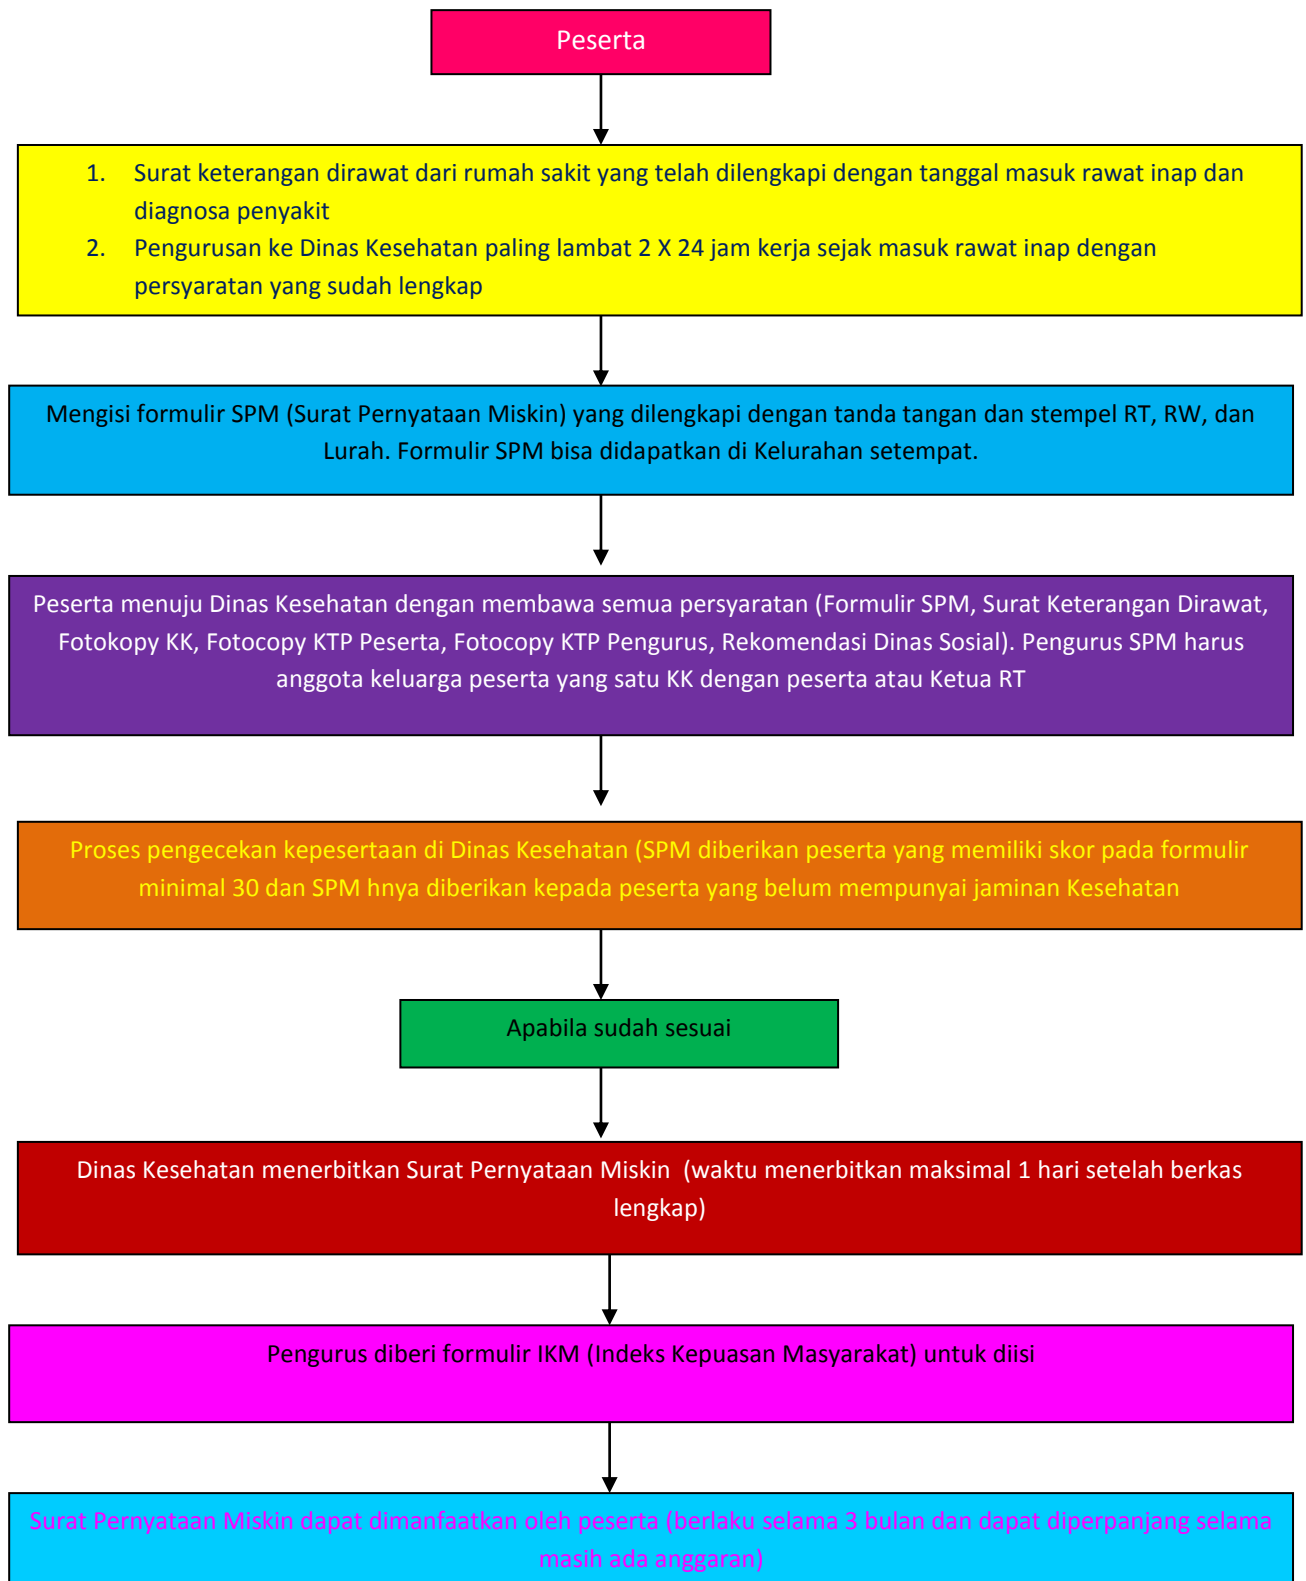 Peserta
1. Surat keterangan dirawat dari rumah sakit yang telah dilengkapi dengan tanggal masuk rawat inap dan
diagnosa penyakit
2. Pengurusan ke Dinas Kesehatan paling lambat 2 X 24 jam kerja sejak masuk rawat inap dengan
persyaratan yang sudah lengkap
Mengisi formulir SPM (Surat Pernyataan Miskin) yang dilengkapi dengan tanda tangan dan stempel RT, RW, dan
Lurah. Formulir SPM bisa didapatkan di Kelurahan setempat.
Peserta menuju Dinas Kesehatan dengan membawa semua persyaratan (Formulir SPM, Surat Keterangan Dirawat,
Fotokopy KK, Fotocopy KTP Peserta, Fotocopy KTP Pengurus, Rekomendasi Dinas Sosial). Pengurus SPM harus
anggota keluarga peserta yang satu KK dengan peserta atau Ketua RT
Proses pengecekan kepesertaan di Dinas Kesehatan (SPM diberikan peserta yang memiliki skor pada formulir
minimal 30 dan SPM hnya diberikan kepada peserta yang belum mempunyai jaminan Kesehatan
Apabila sudah sesuai
Dinas Kesehatan menerbitkan Surat Pernyataan Miskin (waktu menerbitkan maksimal 1 hari setelah berkas
lengkap)
Pengurus diberi formulir IKM (Indeks Kepuasan Masyarakat) untuk diisi
Surat Pernyataan Miskin dapat dimanfaatkan oleh peserta (berlaku selama 3 bulan dan dapat diperpanjang selama
masih ada anggaran)